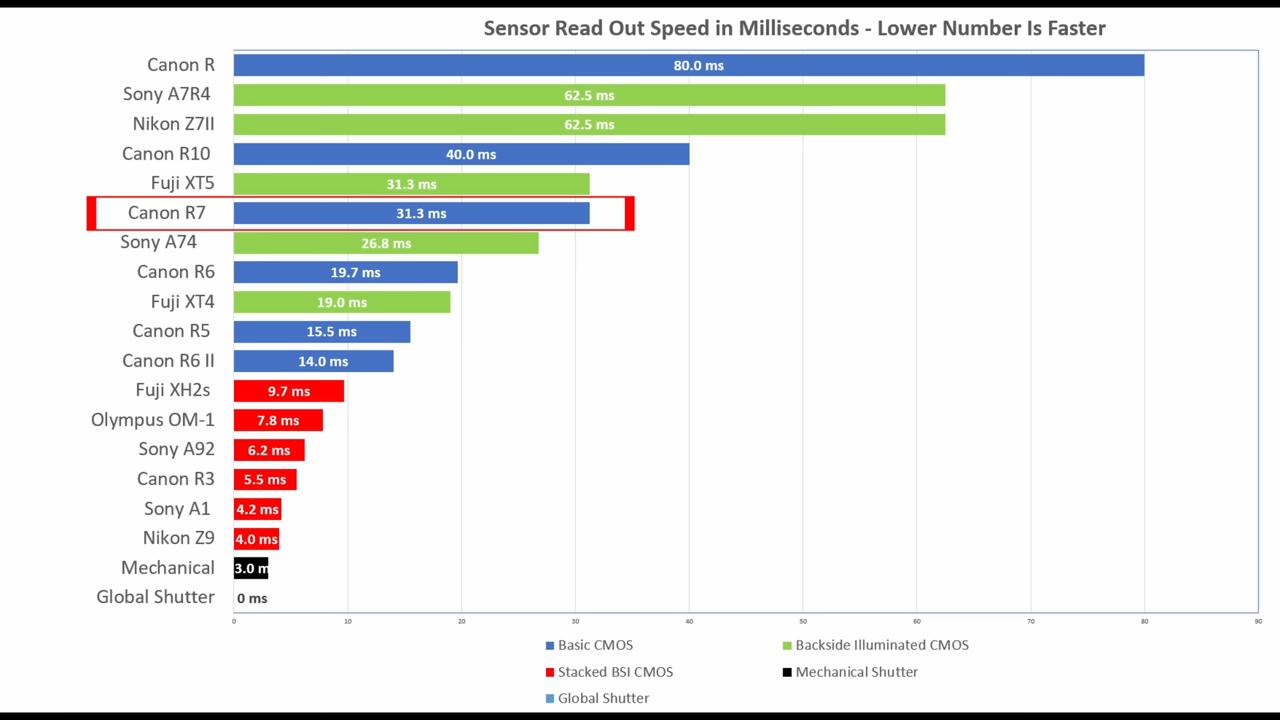 Sensor Read Out Speed in Milliseconds - Lower Number Is Faster
Canon R 80.0 ms
Sony A7R4 62.5 ms
Nikon Z7II 62.5 ms
Canon R10 40.0 ms
Fuji XT5 31.3 ms
Canon R7 31.3 ms
Sony A74 26.8 ms
Canon R6 19.7 ms
Fuji XT4 19.0 ms
Canon R5 15.5 ms
Canon R6 II 14.0 ms
Fuji XH2s 9.7 ms
Olympus OM-1 7.8 ms
Sony A92 6.2 ms
Canon R3 5.5 ms
Sony A1 4.2 ms
Nikon Z9 4.0 ms
Mechanical 3.0 m
Global Shutter 0 ms
0 10 20 30 40 50 60 70 80 90
Basic CMOS Backside Illuminated CMOS
Stacked BSI CMOS Mechanical Shutter
Global Shutter